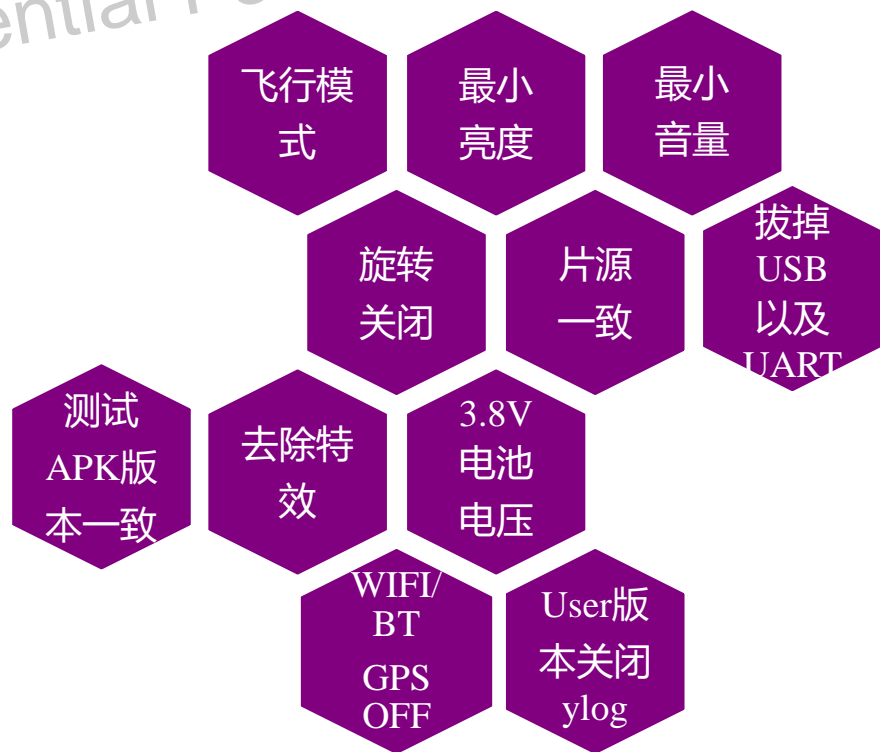 飞行模
式
最小
亮度
最小
音量
旋转
关闭
片源
一致
拔掉
USB
以及
UART
测试
APK版
本一致
去除特
效
3.8V
电池
电压
WIFI/
BT
GPS
OFF
User版
本关闭
ylog